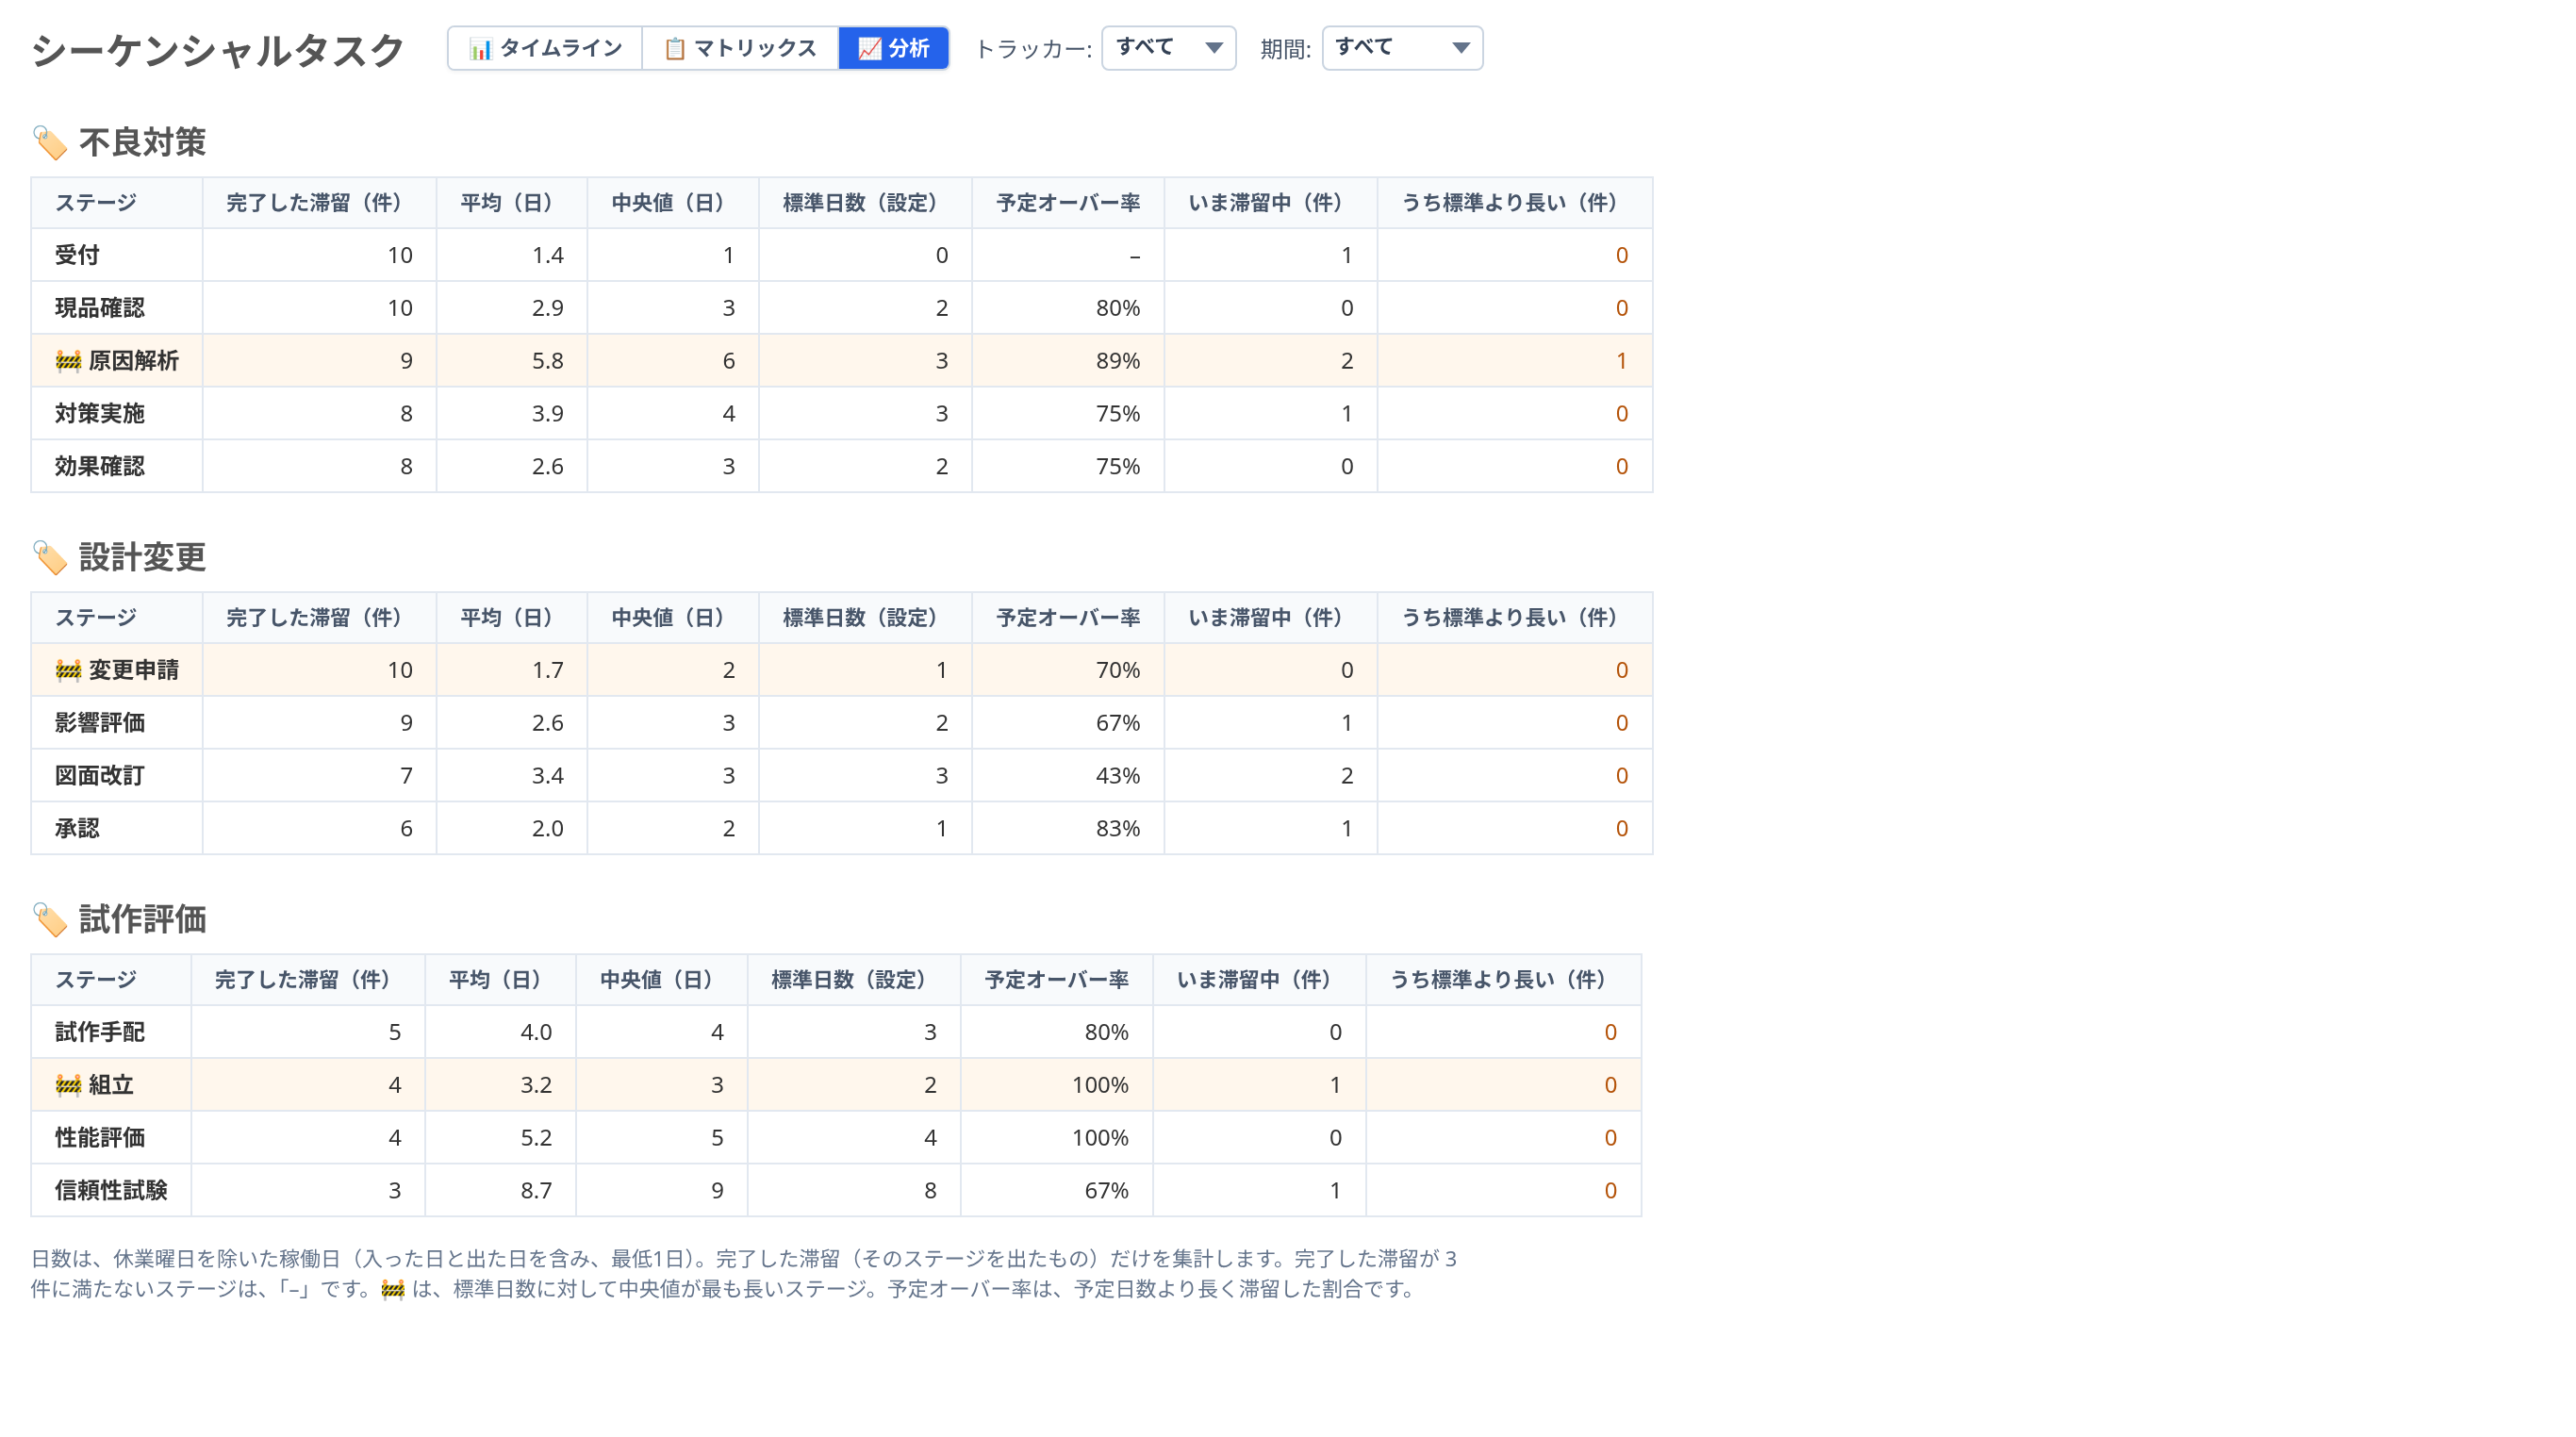 シーケンシャルタスク 📊 タイムライン 📋 マトリックス 📈 分析 トラッカー: すべて 期間: すべて
🏷️ 不良対策
ステージ 完了した滞留（件） 平均（日） 中央値（日） 標準日数（設定） 予定オーバー率 いま滞留中（件） うち標準より長い（件）
受付 10 1.4 1 0 – 1 0
現品確認 10 2.9 3 2 80% 0 0
🚧 原因解析 9 5.8 6 3 89% 2 1
対策実施 8 3.9 4 3 75% 1 0
効果確認 8 2.6 3 2 75% 0 0
🏷️ 設計変更
ステージ 完了した滞留（件） 平均（日） 中央値（日） 標準日数（設定） 予定オーバー率 いま滞留中（件） うち標準より長い（件）
🚧 変更申請 10 1.7 2 1 70% 0 0
影響評価 9 2.6 3 2 67% 1 0
図面改訂 7 3.4 3 3 43% 2 0
承認 6 2.0 2 1 83% 1 0
🏷️ 試作評価
ステージ 完了した滞留（件） 平均（日） 中央値（日） 標準日数（設定） 予定オーバー率 いま滞留中（件） うち標準より長い（件）
試作手配 5 4.0 4 3 80% 0 0
🚧 組立 4 3.2 3 2 100% 1 0
性能評価 4 5.2 5 4 100% 0 0
信頼性試験 3 8.7 9 8 67% 1 0
日数は、休業曜日を除いた稼働日（入った日と出た日を含み、最低1日）。完了した滞留（そのステージを出たもの）だけを集計します。完了した滞留が 3
件に満たないステージは、「–」です。🚧 は、標準日数に対して中央値が最も長いステージ。予定オーバー率は、予定日数より長く滞留した割合です。